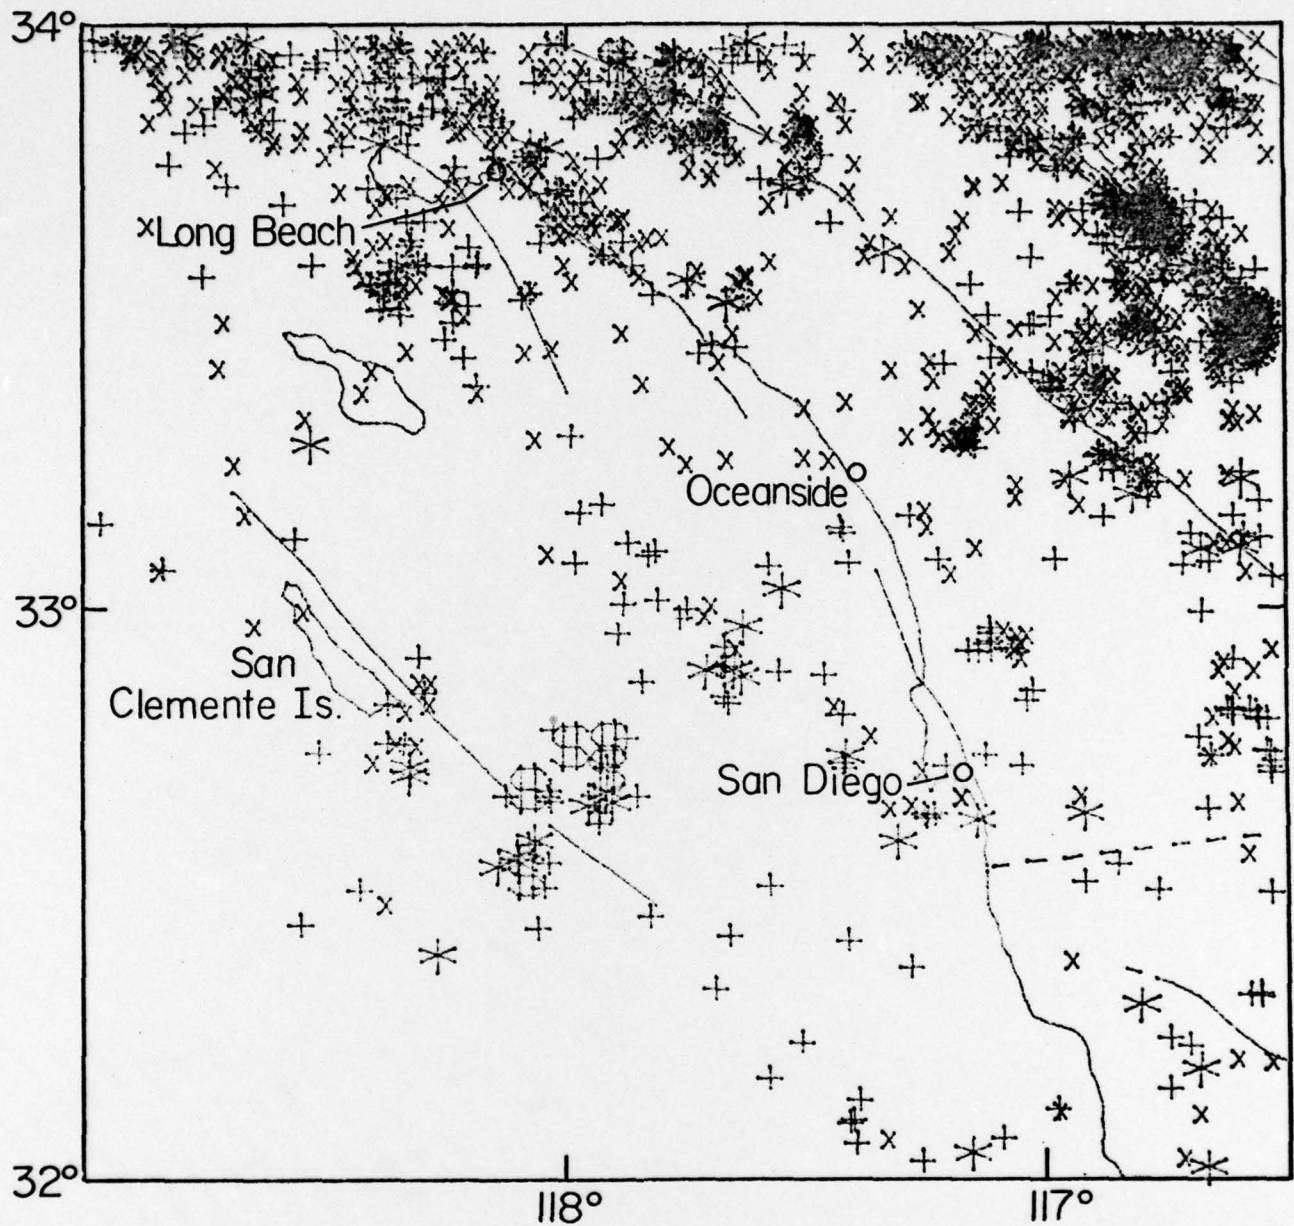 34°
Long Beach
Oceanside
33°
San
Clemente Is.
San Diego
32°
118°
117°